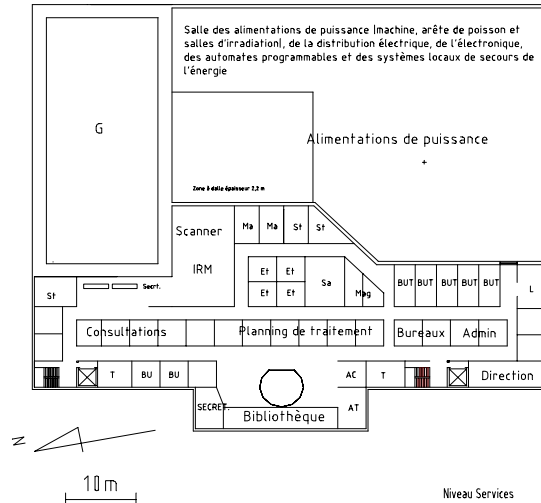 Salle des alimentations de puissance (machine, arête de poisson et
salles d'irradiation), de la distribution électrique, de l'électronique,
des automates programmables et des systèmes locaux de secours de
l'énergie
G
Alimentations de puissance
Zone à dalle épaisseur 2,2 m
Scanner
IRM
Ma Ma St St
Et Et
Et Et
Sa
Mag
BUT BUT BUT BUT BUT
L
St
Secrt.
Consultations
Planning de traitement
Bureaux
Admin
T
BU
BU
AC
T
Direction
SECRET.
Bibliothèque
AT
N
10m
Niveau Services